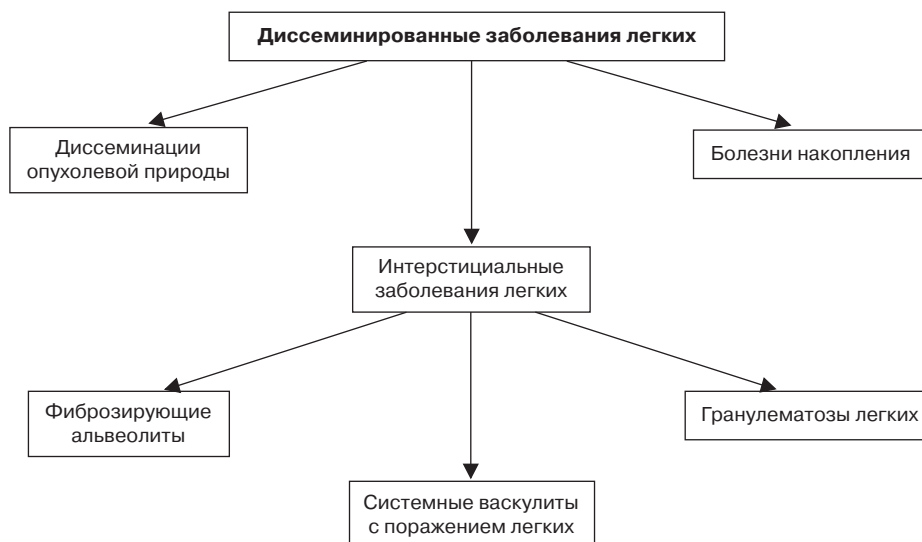 Диссеминированные заболевания легких
Диссеминации
опухолевой природы
Болезни накопления
Интерстициальные
заболевания легких
Фиброзирующие
альвеолиты
Гранулематозы легких
Системные васкулиты
с поражением легких